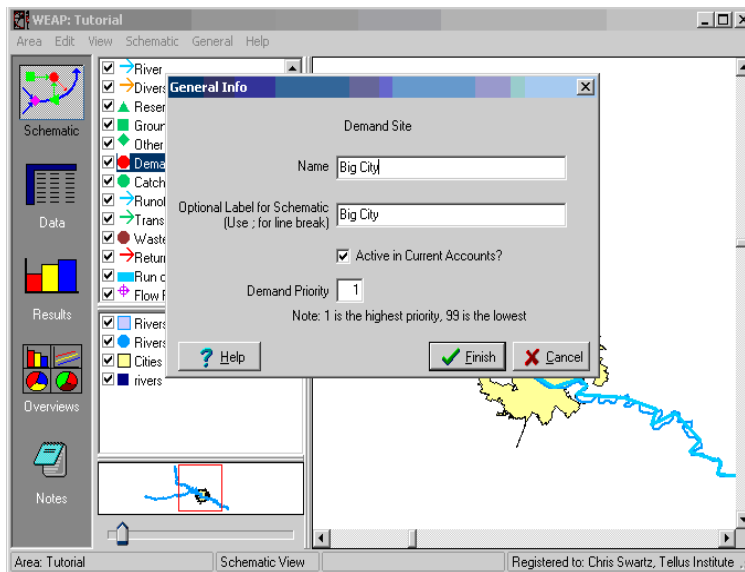 WEAP: Tutorial
Area Edit View Schematic General Help
Schematic
Data
Results
Overviews
Notes
River
Divers
Reser
Groun
Other
Dema
Catch
Runof
Trans
Waste
Return
Run o
Flow R
Rivers
Rivers
Cities
rivers
General Info
Demand Site
Name Big City
Optional Label for Schematic Big City
(Use ; for line break)
Active in Current Accounts?
Demand Priority 1
Note: 1 is the highest priority, 99 is the lowest
? Help Finish Cancel
Area: Tutorial Schematic View Registered to: Chris Swartz, Tellus Institute